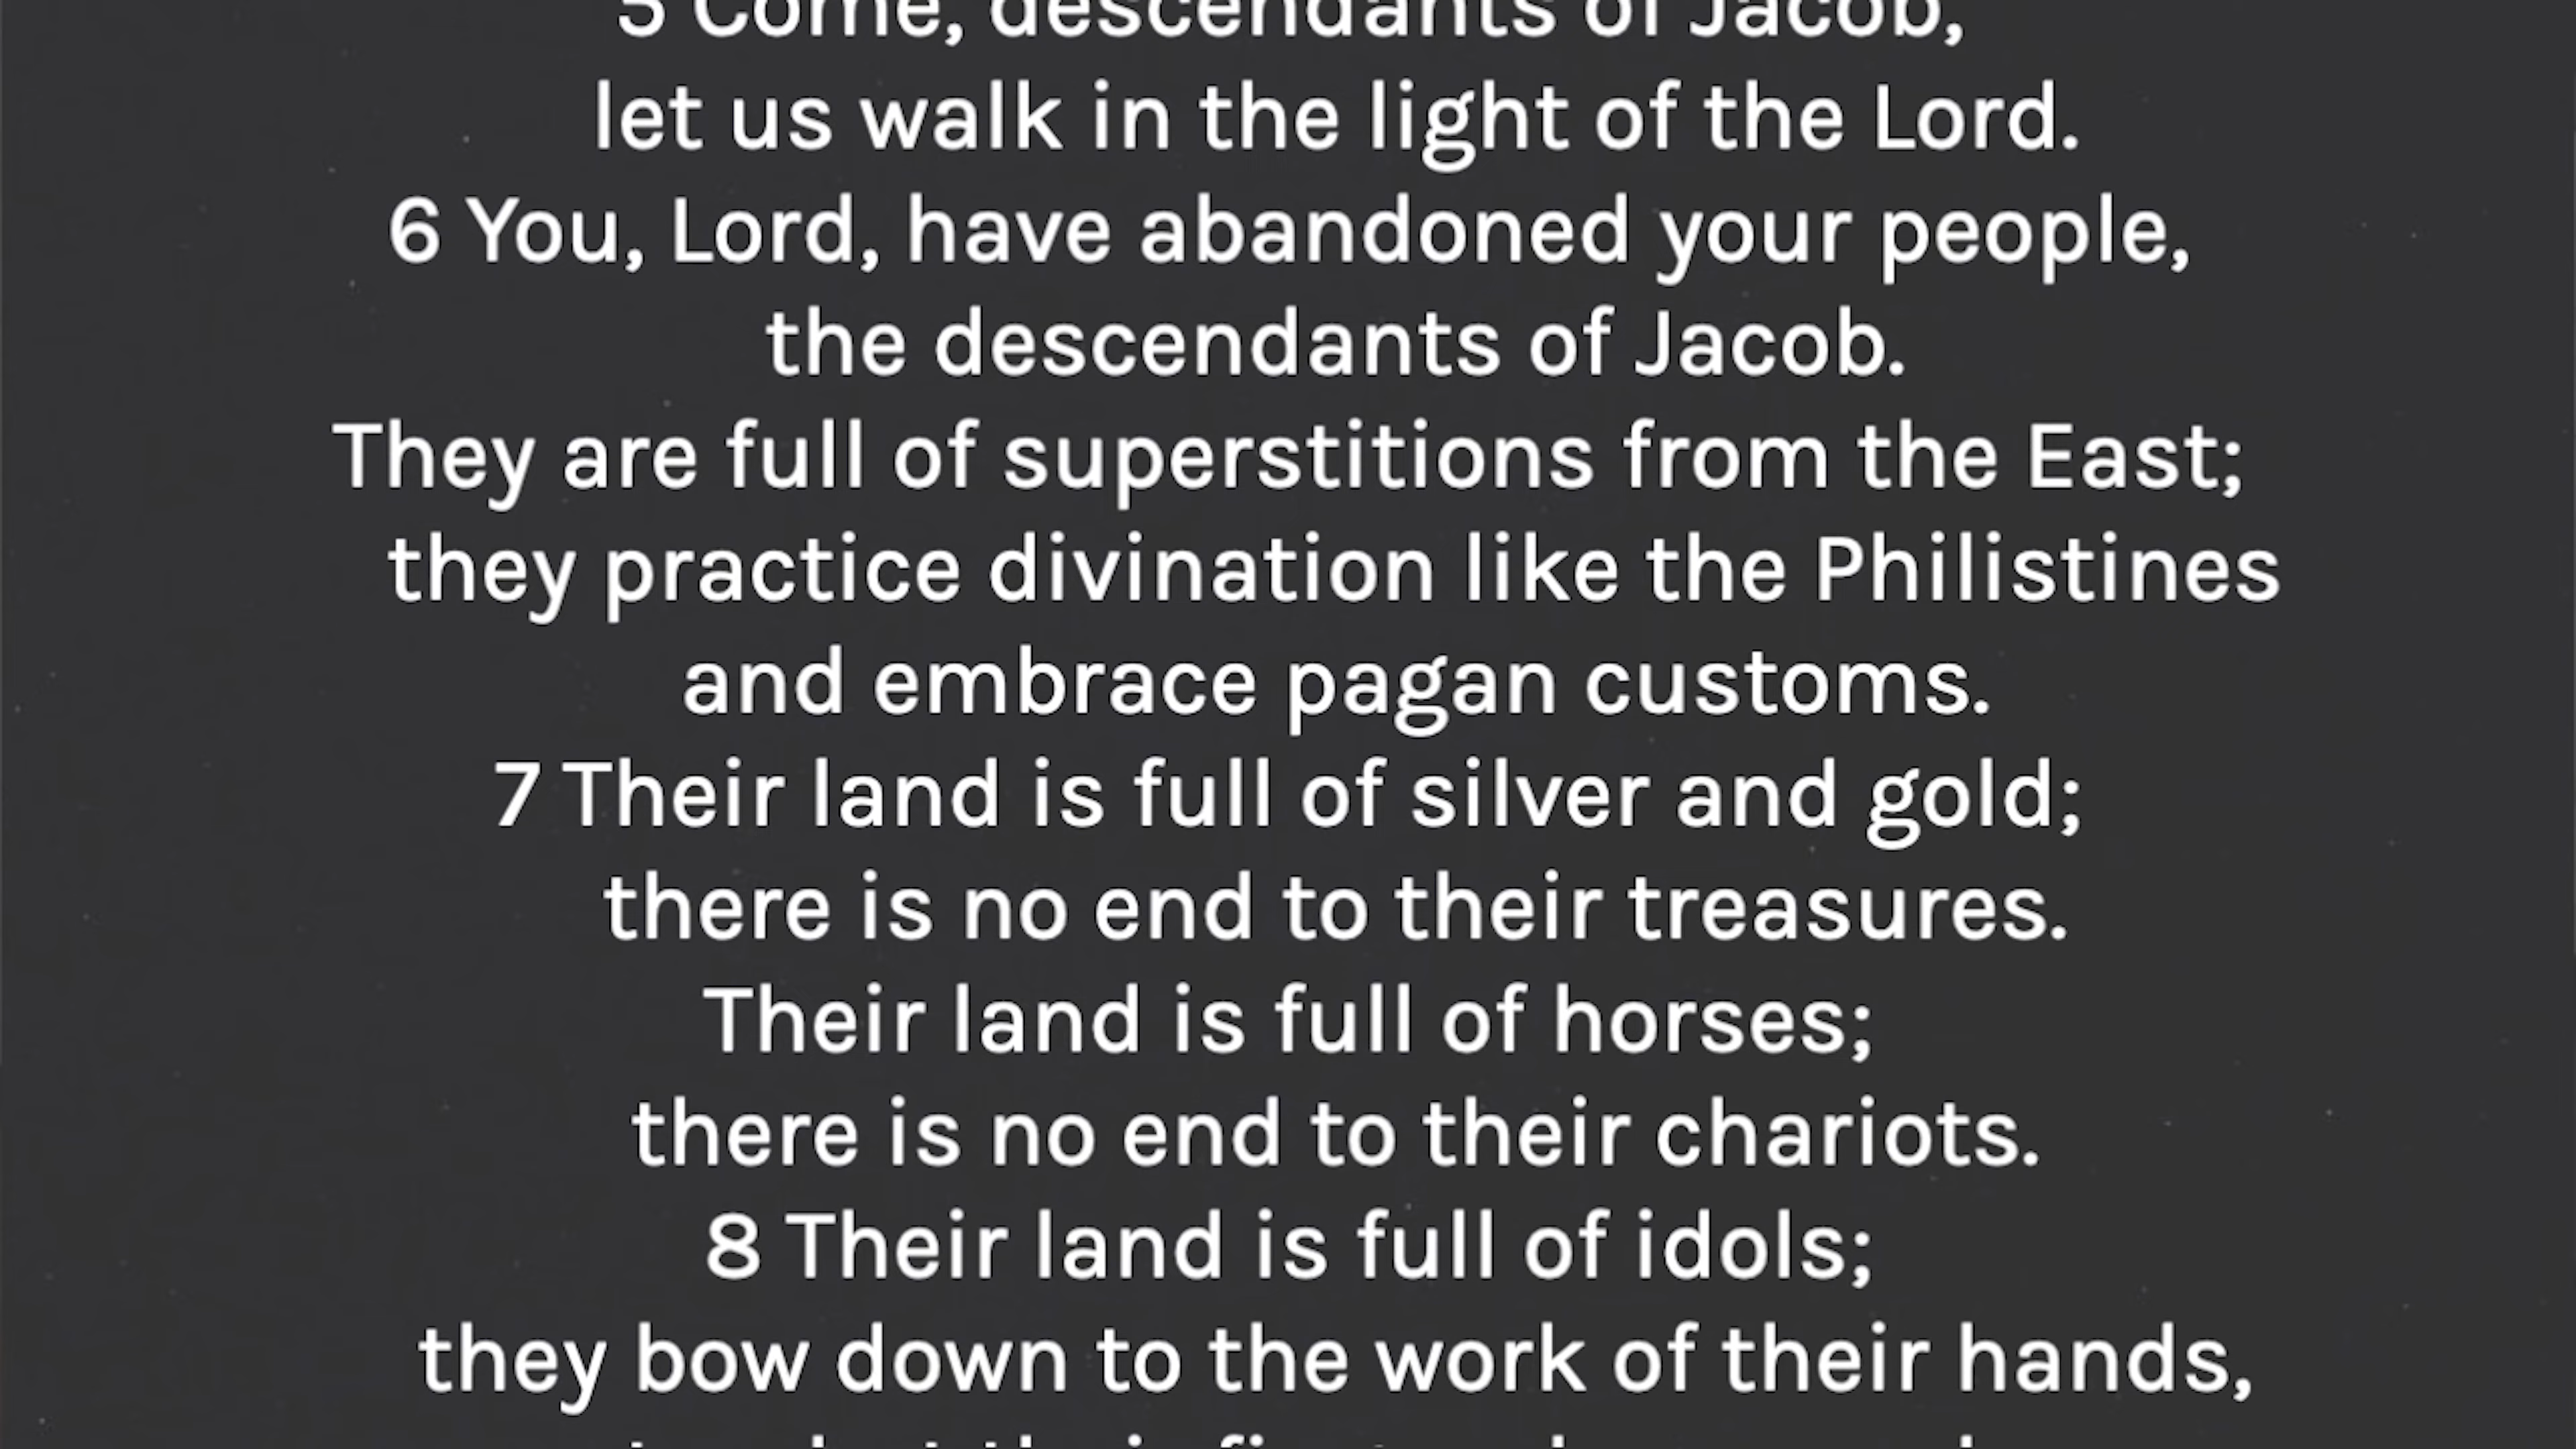 5 Come, descendants of Jacob,
let us walk in the light of the Lord.
6 You, Lord, have abandoned your people,
the descendants of Jacob.
They are full of superstitions from the East;
they practice divination like the Philistines
and embrace pagan customs.
7 Their land is full of silver and gold;
there is no end to their treasures.
Their land is full of horses;
there is no end to their chariots.
8 Their land is full of idols;
they bow down to the work of their hands,